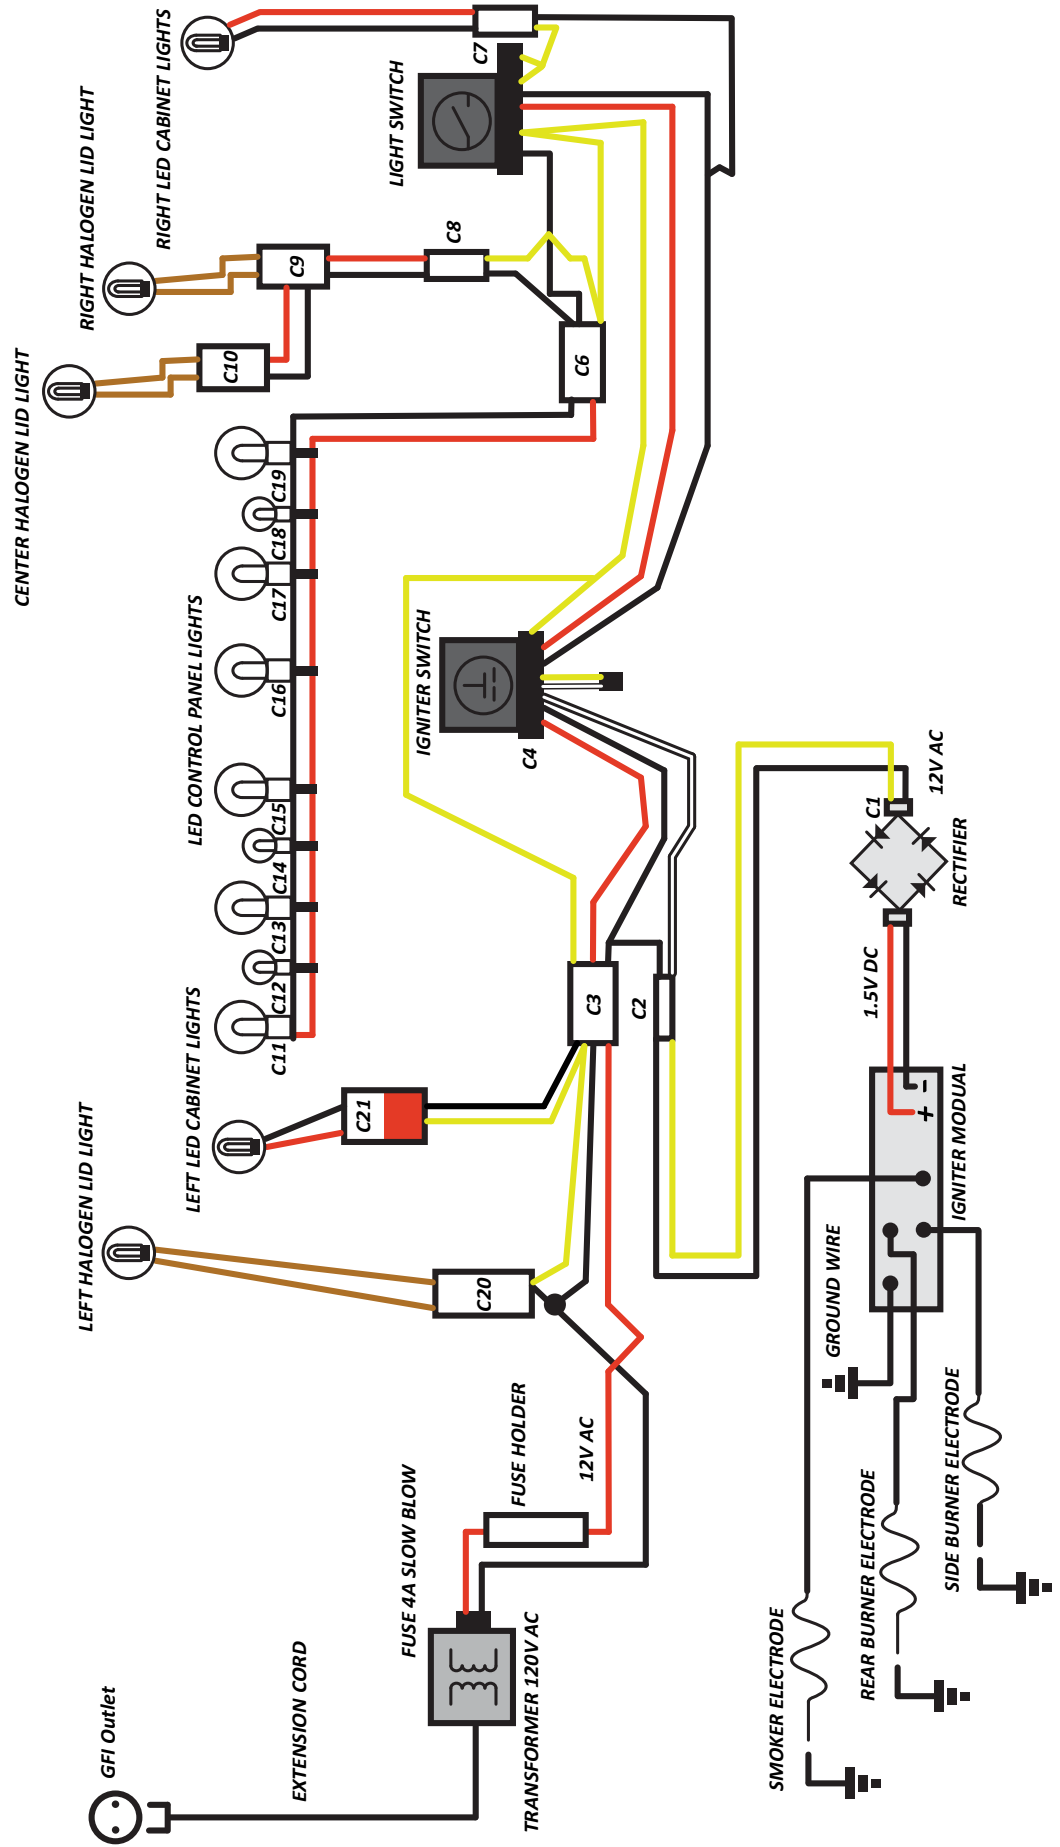 GFI Outlet
EXTENSION CORD
TRANSFORMER 120V AC
FUSE 4A SLOW BLOW
FUSE HOLDER
12V AC
LEFT HALOGEN LID LIGHT
C20
LEFT LED CABINET LIGHTS
C21
C3
C2
LED CONTROL PANEL LIGHTS
C11
C12
C13
C14
C15
C16
C17
C18
C19
CENTER HALOGEN LID LIGHT
C10
RIGHT HALOGEN LID LIGHT
C9
C8
C6
RIGHT LED CABINET LIGHTS
C7
LIGHT SWITCH
IGNITER SWITCH
C4
C1
12V AC
RECTIFIER
1.5V DC
+
-
IGNITER MODUAL
GROUND WIRE
SMOKER ELECTRODE
REAR BURNER ELECTRODE
SIDE BURNER ELECTRODE